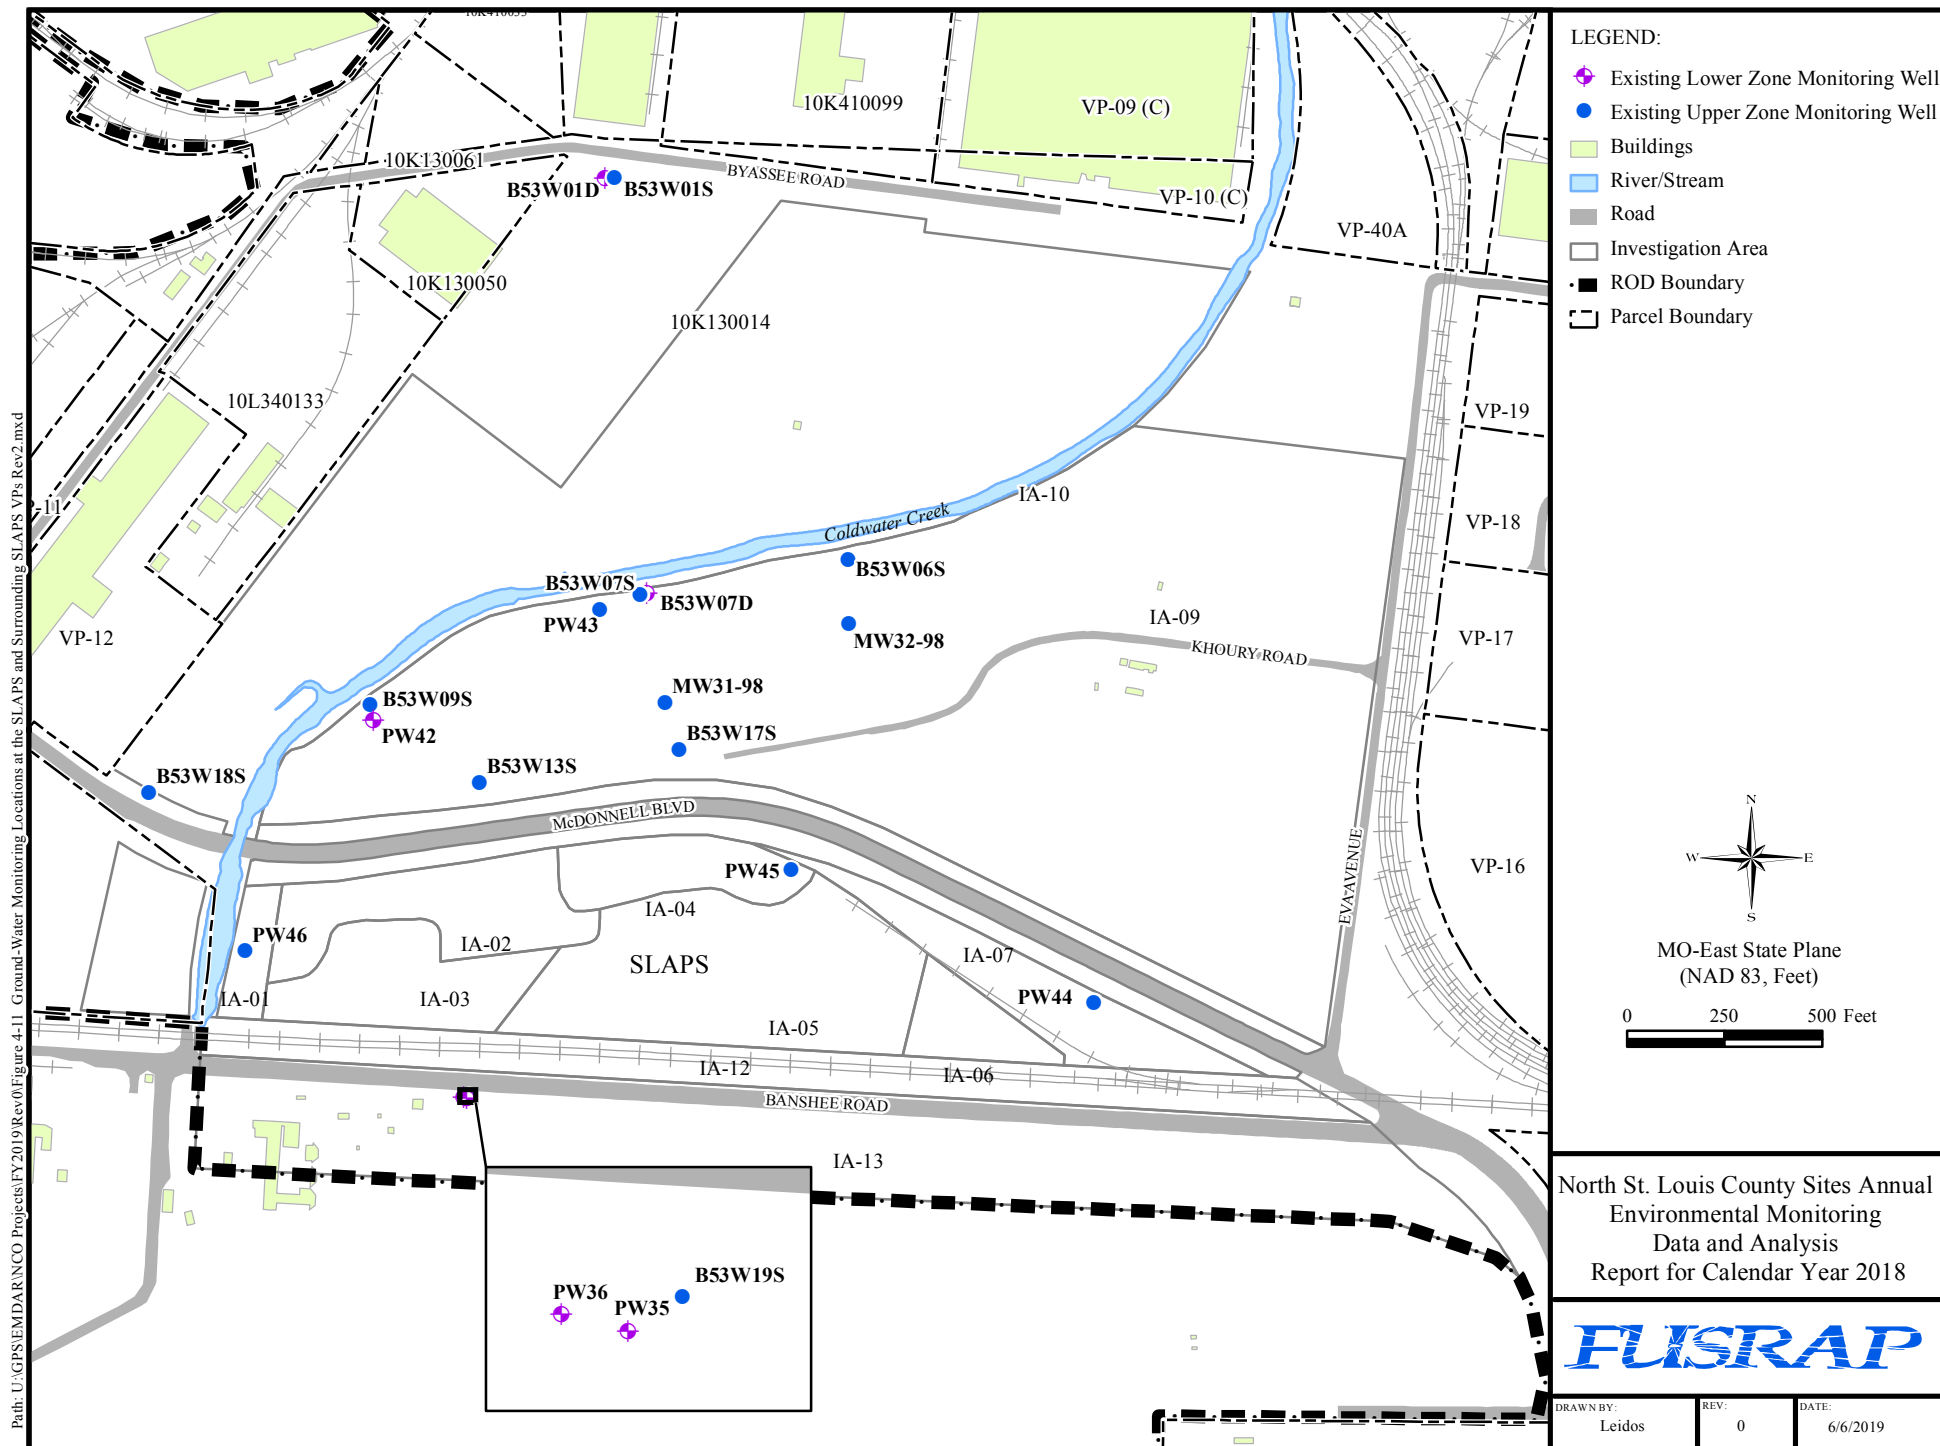 10K410099
VP-09 (C)
10K130061
BYASSEE ROAD
B53W01D
B53W01S
VP-10 (C)
VP-40A
10K130050
10K130014
10L340133
VP-19
IA-10
Coldwater Creek
VP-18
B53W06S
B53W07S
B53W07D
PW43
MW32-98
IA-09
KHOURY ROAD
VP-17
VP-12
B53W09S
MW31-98
PW42
B53W17S
B53W18S
B53W13S
McDONNELL BLVD
PW45
EVA AVENUE
VP-16
IA-04
PW46
IA-02
SLAPS
IA-07
IA-01
IA-03
PW44
IA-05
IA-12
IA-06
BANSHEE ROAD
IA-13
B53W19S
PW36
PW35
LEGEND:
Existing Lower Zone Monitoring Well
Existing Upper Zone Monitoring Well
Buildings
River/Stream
Road
Investigation Area
ROD Boundary
Parcel Boundary
N
W
E
S
MO-East State Plane
(NAD 83, Feet)
0 250 500 Feet
North St. Louis County Sites Annual
Environmental Monitoring
Data and Analysis
Report for Calendar Year 2018
FUSRAP
DRAWN BY:
Leidos
REV:
0
DATE:
6/6/2019
Path: U:\GPS\EMDAR\NCO Projects\FY2019\Rev0\Figure 4-11 Ground-Water Monitoring Locations at the SLAPS and Surrounding SLAPS VPs Rev2.mxd